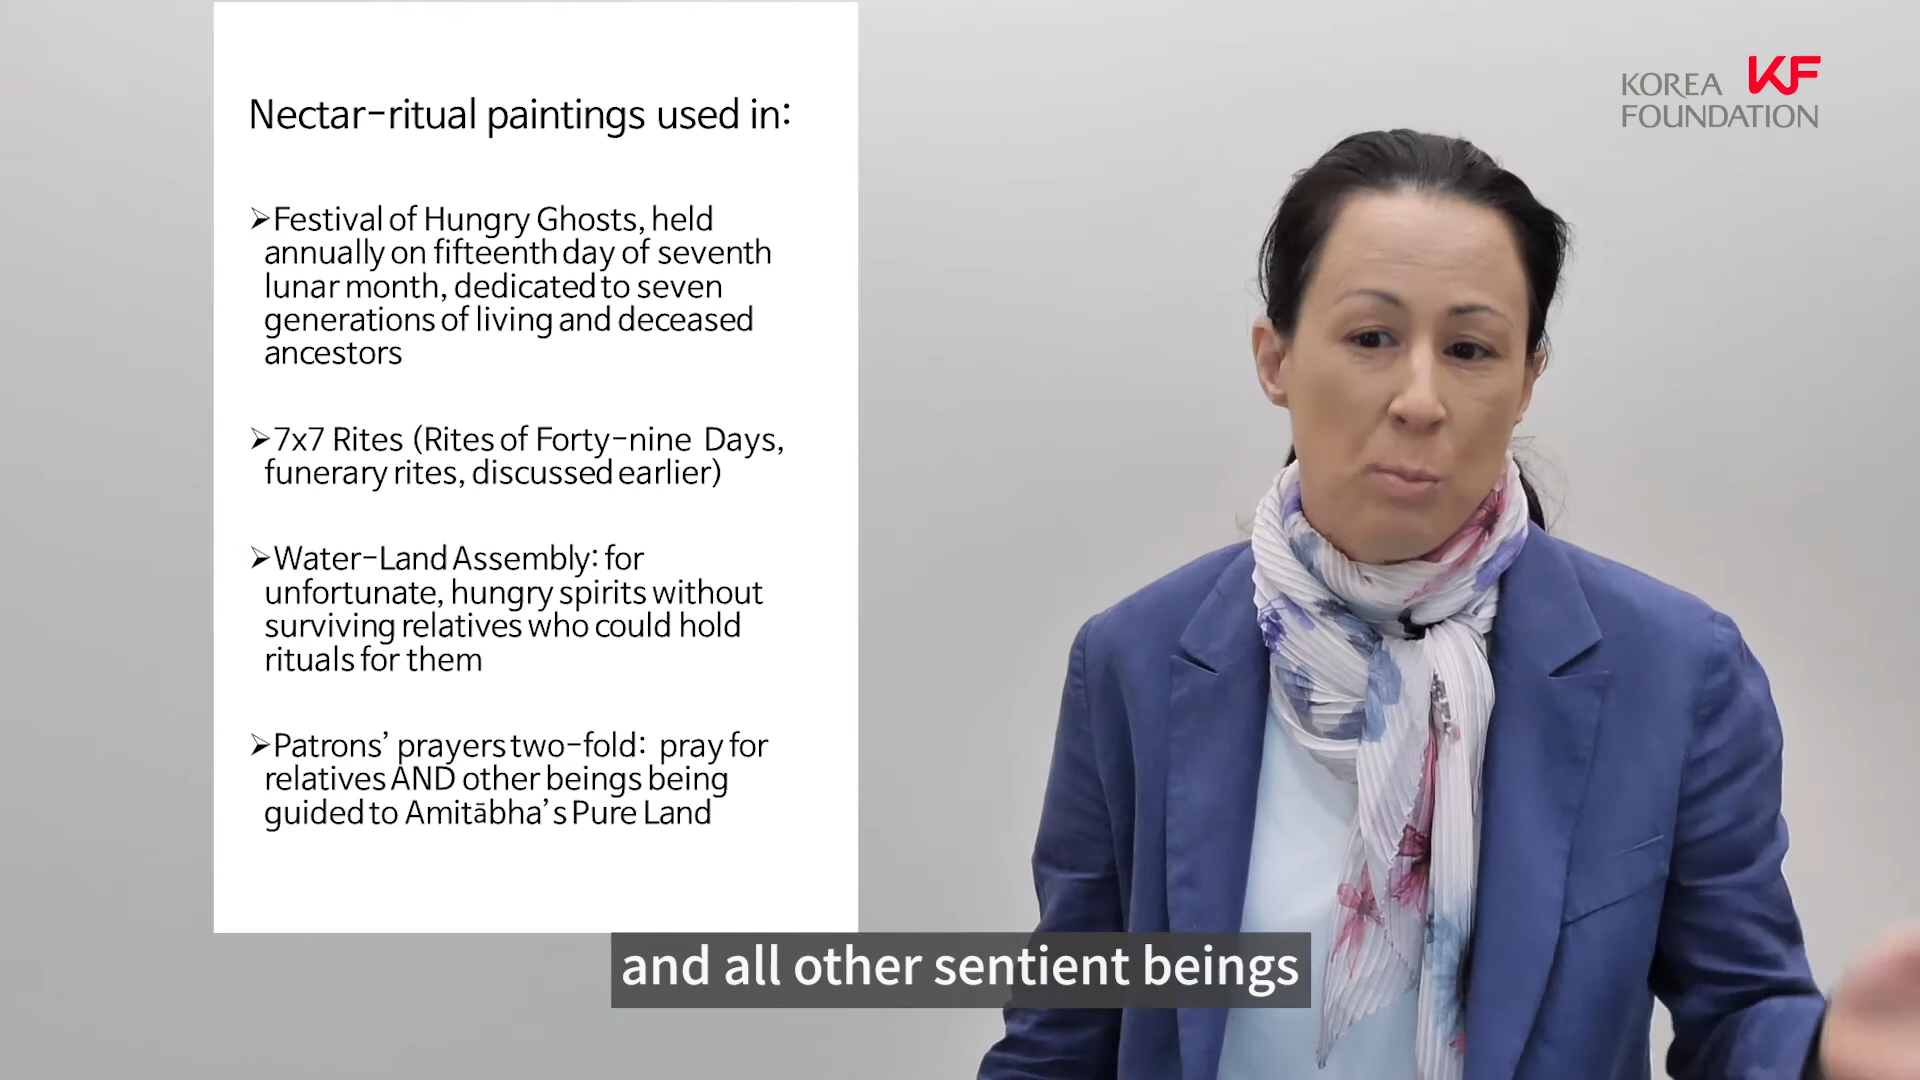 Nectar-ritual paintings used in:
➢Festival of Hungry Ghosts, held
annually on fifteenth day of seventh
lunar month, dedicated to seven
generations of living and deceased
ancestors
➢7x7 Rites (Rites of Forty-nine Days,
funerary rites, discussed earlier)
➢Water-Land Assembly: for
unfortunate, hungry spirits without
surviving relatives who could hold
rituals for them
➢Patrons’ prayers two-fold: pray for
relatives AND other beings being
guided to Amitābha’s Pure Land
KOREA KF
FOUNDATION
and all other sentient beings